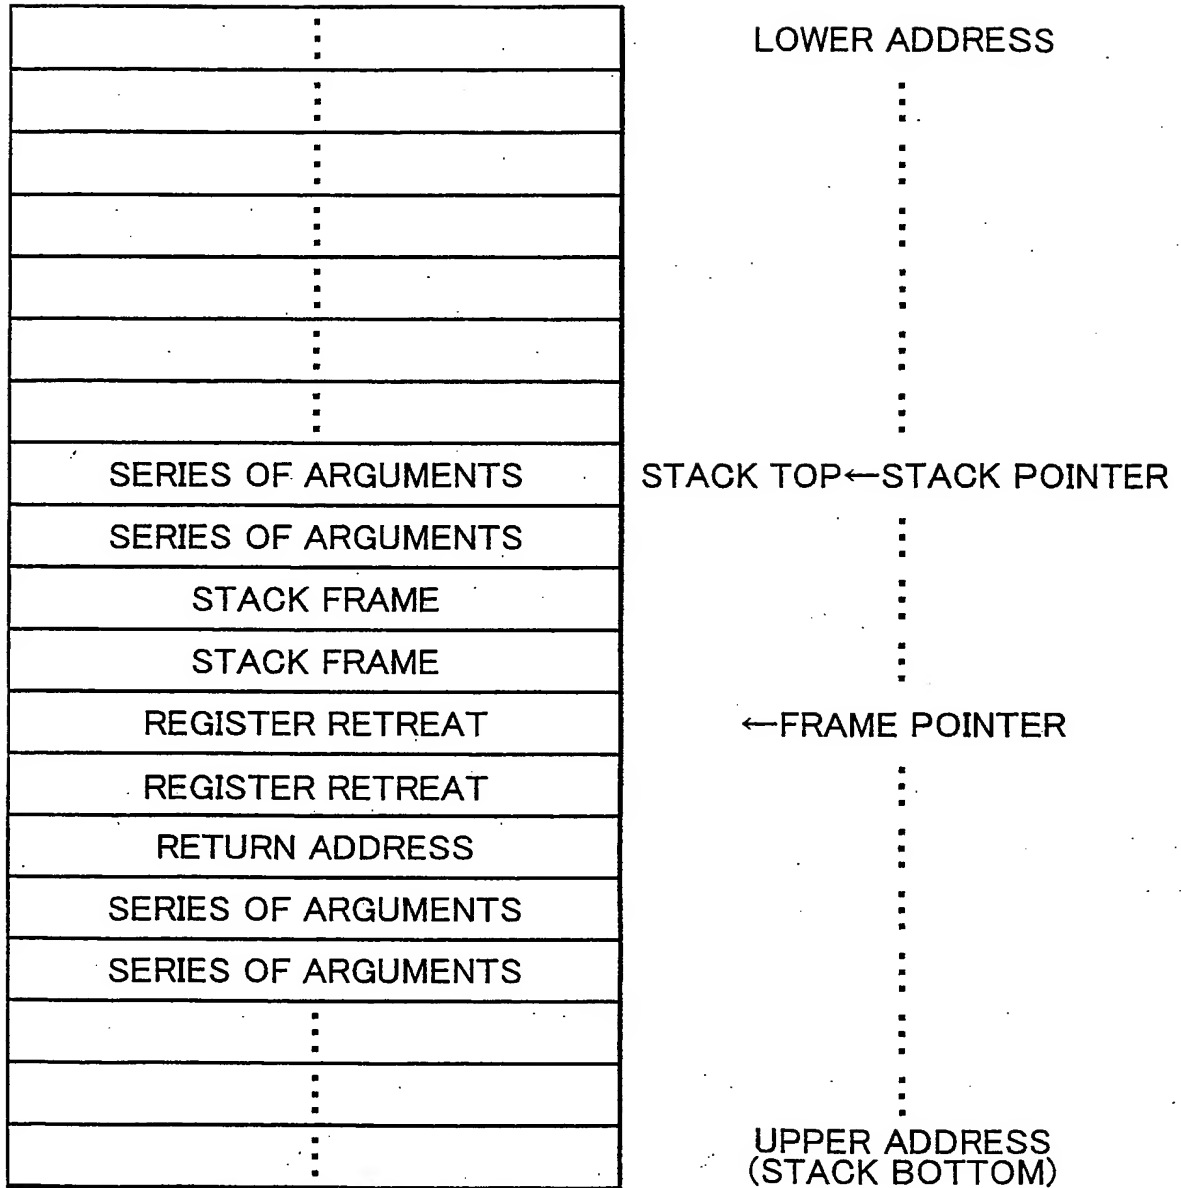 LOWER ADDRESS
SERIES OF ARGUMENTS
STACK TOP←STACK POINTER
SERIES OF ARGUMENTS
STACK FRAME
STACK FRAME
REGISTER RETREAT
←FRAME POINTER
REGISTER RETREAT
RETURN ADDRESS
SERIES OF ARGUMENTS
SERIES OF ARGUMENTS
UPPER ADDRESS
(STACK BOTTOM)